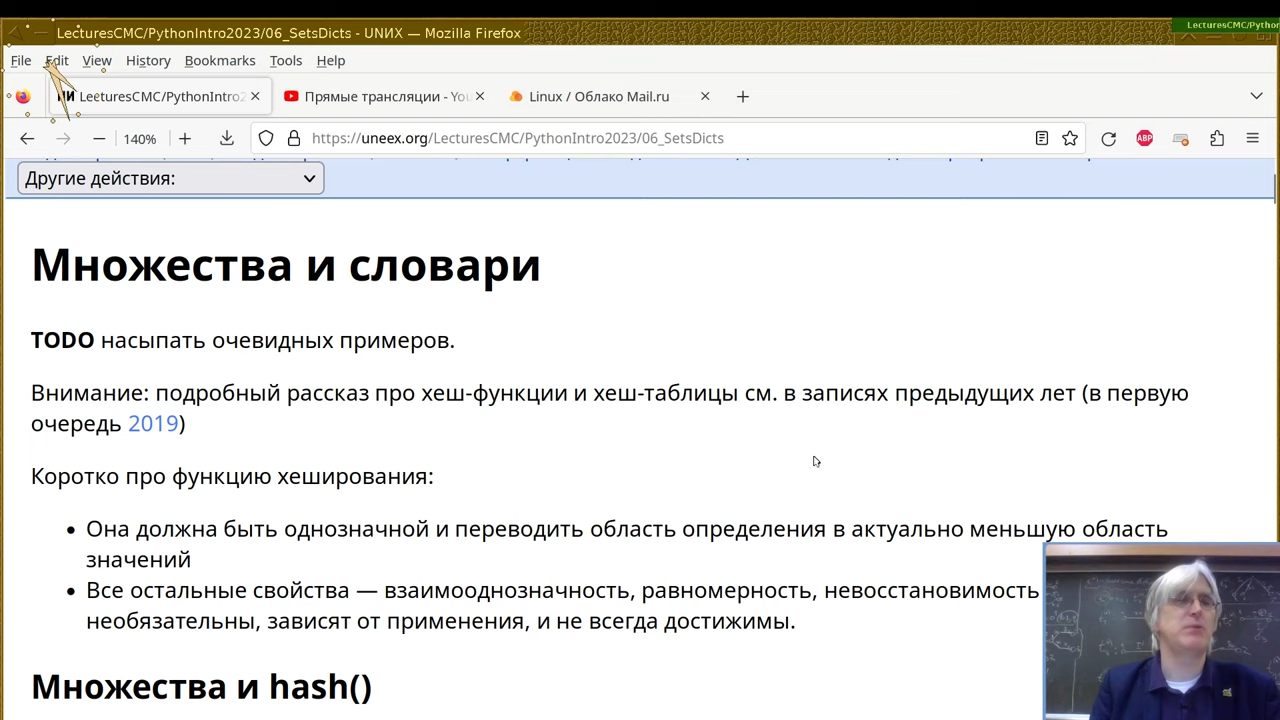 LecturesCMC/PythonIntro2023/06_SetsDicts - UNИX — Mozilla Firefox
LecturesCMC/Python
File Edit View History Bookmarks Tools Help
LecturesCMC/PythonIntro2
Прямые трансляции - You
Linux / Облако Mail.ru
140%
https://uneex.org/LecturesCMC/PythonIntro2023/06_SetsDicts
ABP
Другие действия:
Множества и словари
TODO насыпать очевидных примеров.
Внимание: подробный рассказ про хеш-функции и хеш-таблицы см. в записях предыдущих лет (в первую
очередь 2019)
Коротко про функцию хеширования:
• Она должна быть однозначной и переводить область определения в актуально меньшую область
значений
• Все остальные свойства — взаимооднозначность, равномерность, невосстановимость
необязательны, зависят от применения, и не всегда достижимы.
Множества и hash()